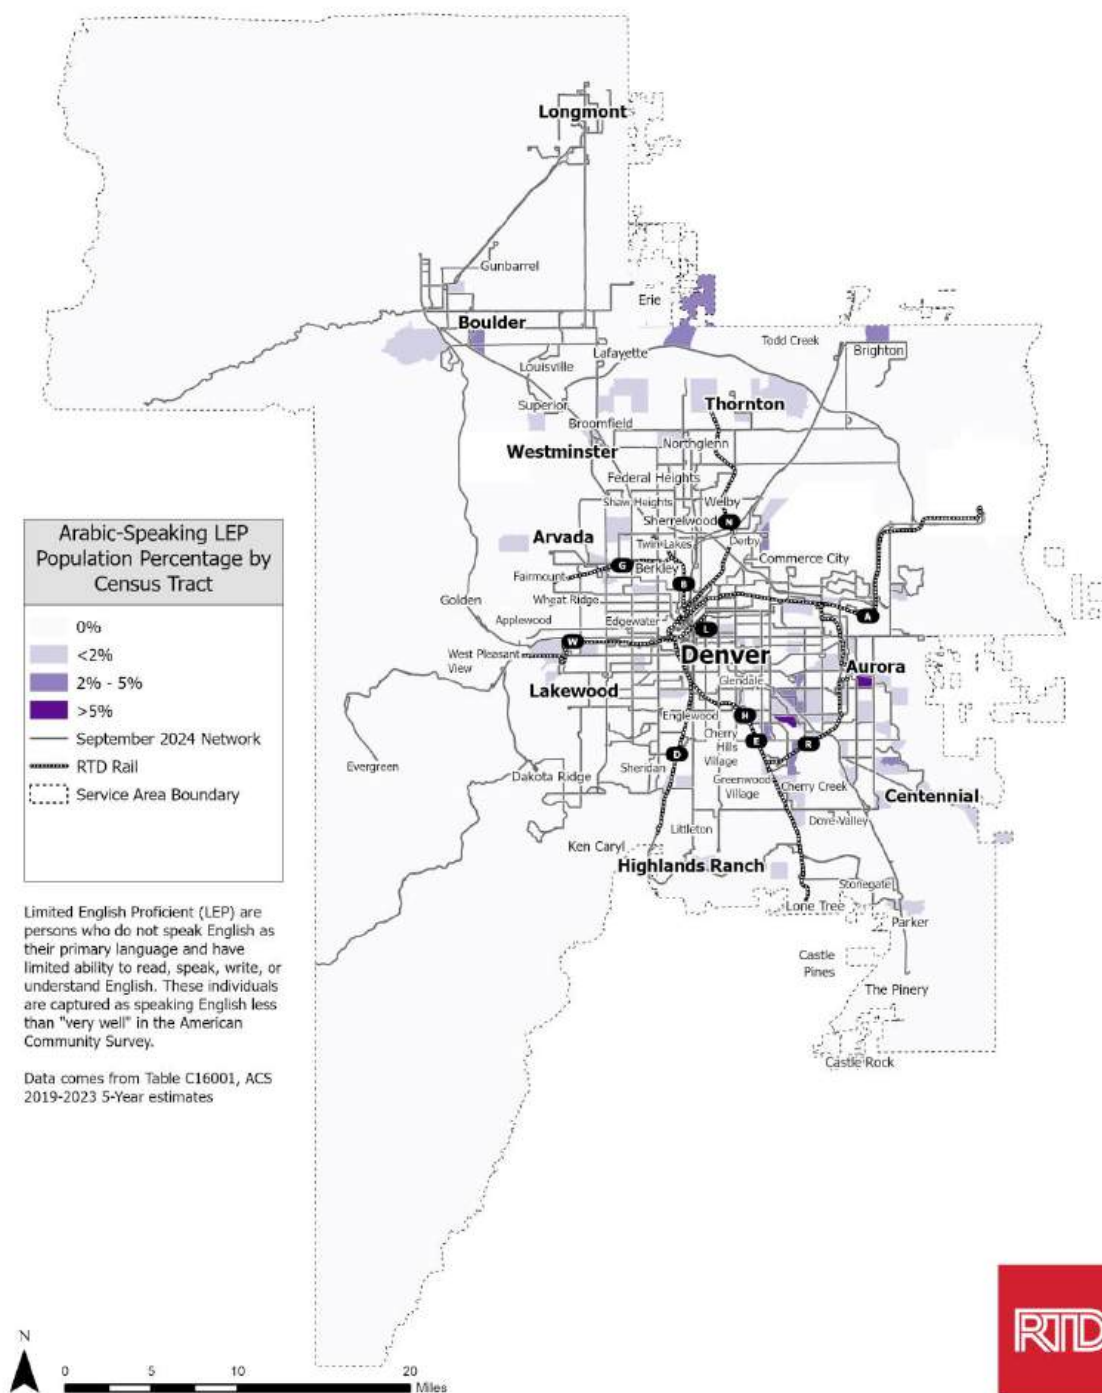 Longmont
Gunbarrel
Erie
Boulder
Todd Creek
Brighton
Lafayette
Louisville
Superior
Thornton
Broomfield
Northglenn
Westminster
Federal Heights
Shaw Heights
Welby
Sherrelwood
N
Arvada
Twin Lakes
Derby
Commerce City
G
Berkley
Fairmount
B
Golden
Wheat Ridge
Applewood
Edgewater
L
A
W
West Pleasant
View
Denver
Aurora
Glendale
Lakewood
Englewood
H
Cherry
Hills
Village
E
R
D
Sheridan
Evergreen
Dakota Ridge
Greenwood
Village
Cherry Creek
Centennial
Dove Valley
Littleton
Ken Caryl
Highlands Ranch
Stonegate
Lone Tree
Parker
Castle
Pines
The Pinery
Castle Rock
Arabic-Speaking LEP
Population Percentage by
Census Tract
0%
<2%
2% - 5%
>5%
September 2024 Network
RTD Rail
Service Area Boundary
Limited English Proficient (LEP) are
persons who do not speak English as
their primary language and have
limited ability to read, speak, write, or
understand English. These individuals
are captured as speaking English less
than "very well" in the American
Community Survey.
Data comes from Table C16001, ACS
2019-2023 5-Year estimates
N
0 5 10 20
Miles
RTD